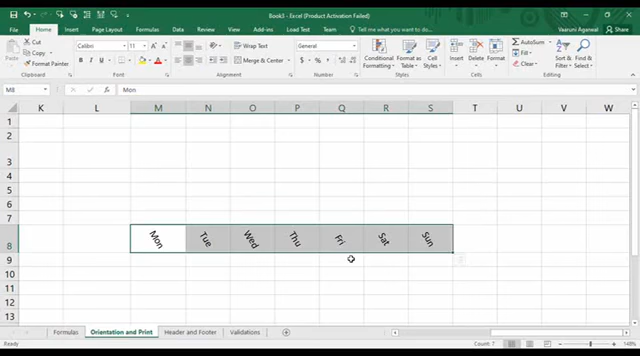 Book3 - Excel (Product Activation Failed)
Vaaruni Agarwal
File Home Insert Page Layout Formulas Data Review View Add-ins Load Test Team Tell me what you want to do... Share
Cut
Copy
Format Painter
Paste
Calibri 11
B I U
Wrap Text
Merge & Center
General
$ % ,
Conditional Formatting Format as Table Cell Styles
Insert Delete Format
AutoSum
Fill
Clear
Sort & Filter Find & Select
Clipboard Font Alignment Number Styles Cells Editing
M8 fx Mon
K L M N O P Q R S T U V W
1
2
3
4
5
6
7
8 Mon Tue Wed Thu Fri Sat Sun
9
10
11
12
13
Formulas Orientation and Print Header and Footer Validations
Ready Count: 7 148%